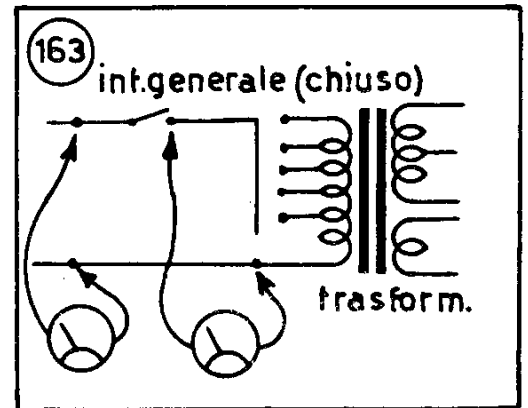 163
int.generale (chiuso)
trasform.